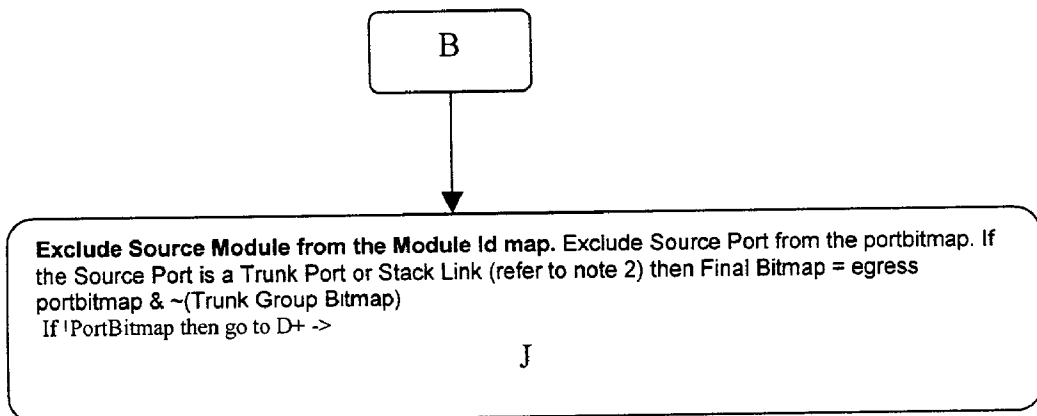 B
Exclude Source Module from the Module Id map. Exclude Source Port from the portbitmap. If
the Source Port is a Trunk Port or Stack Link (refer to note 2) then Final Bitmap = egress
portbitmap & ~(Trunk Group Bitmap)
If !PortBitmap then go to D+ ->
J